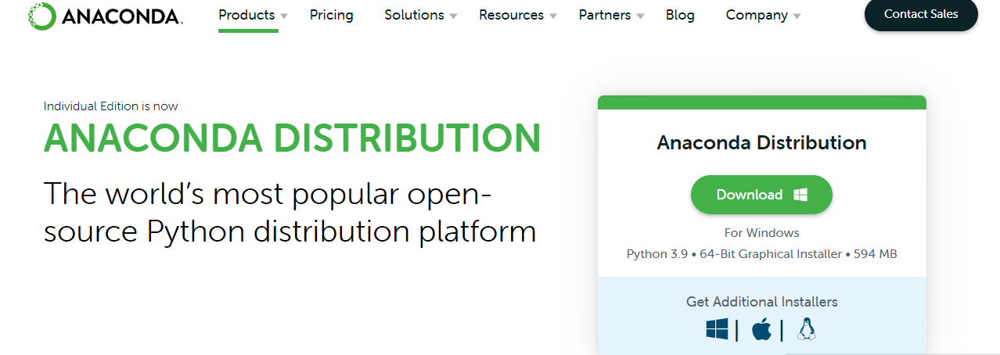 ANACONDA.
Products
Pricing
Solutions
Resources
Partners
Blog
Company
Contact Sales
Individual Edition is now
ANACONDA DISTRIBUTION
The world’s most popular open-
source Python distribution platform
Anaconda Distribution
Download
For Windows
Python 3.9 • 64-Bit Graphical Installer • 594 MB
Get Additional Installers